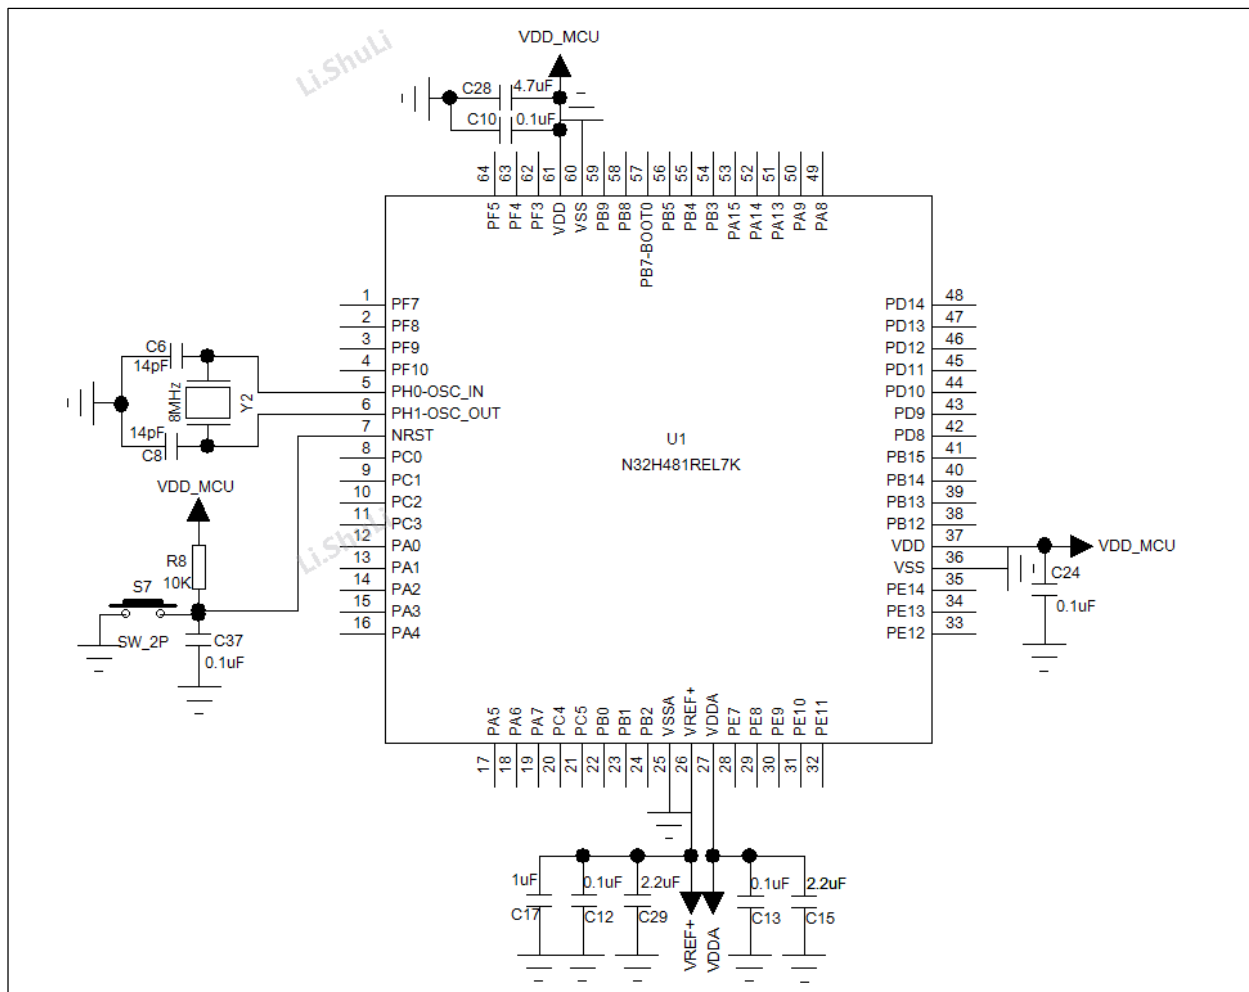 Li.ShuLi
VDD_MCU
C28 4.7uF
C10 0.1uF
64 63 62 61 60 59 58 57 56 55 54 53 52 51 50 49
PF5 PF4 PF3 VDD VSS PB9 PB8 PB7-BOOT0 PB5 PB4 PB3 PA15 PA14 PA13 PA9 PA8
1 PF7
2 PF8
3 PF9
4 PF10
5 PH0-OSC_IN
6 PH1-OSC_OUT
7 NRST
8 PC0
9 PC1
10 PC2
11 PC3
12 PA0
13 PA1
14 PA2
15 PA3
16 PA4
C6
14pF
8MHz
Y2
14pF
C8
VDD_MCU
R8
10K
S7
SW_2P
C37
0.1uF
Li.ShuLi
U1
N32H481REL7K
PD14 48
PD13 47
PD12 46
PD11 45
PD10 44
PD9 43
PD8 42
PB15 41
PB14 40
PB13 39
PB12 38
VDD 37
VSS 36
PE14 35
PE13 34
PE12 33
VDD_MCU
C24
0.1uF
PA5 PA6 PA7 PC4 PC5 PB0 PB1 PB2 VSSA VREF+ VDDA PE7 PE8 PE9 PE10 PE11
17 18 19 20 21 22 23 24 25 26 27 28 29 30 31 32
1uF 0.1uF 2.2uF 0.1uF 2.2uF
C17 C12 C29 C13 C15
VREF+
VDDA